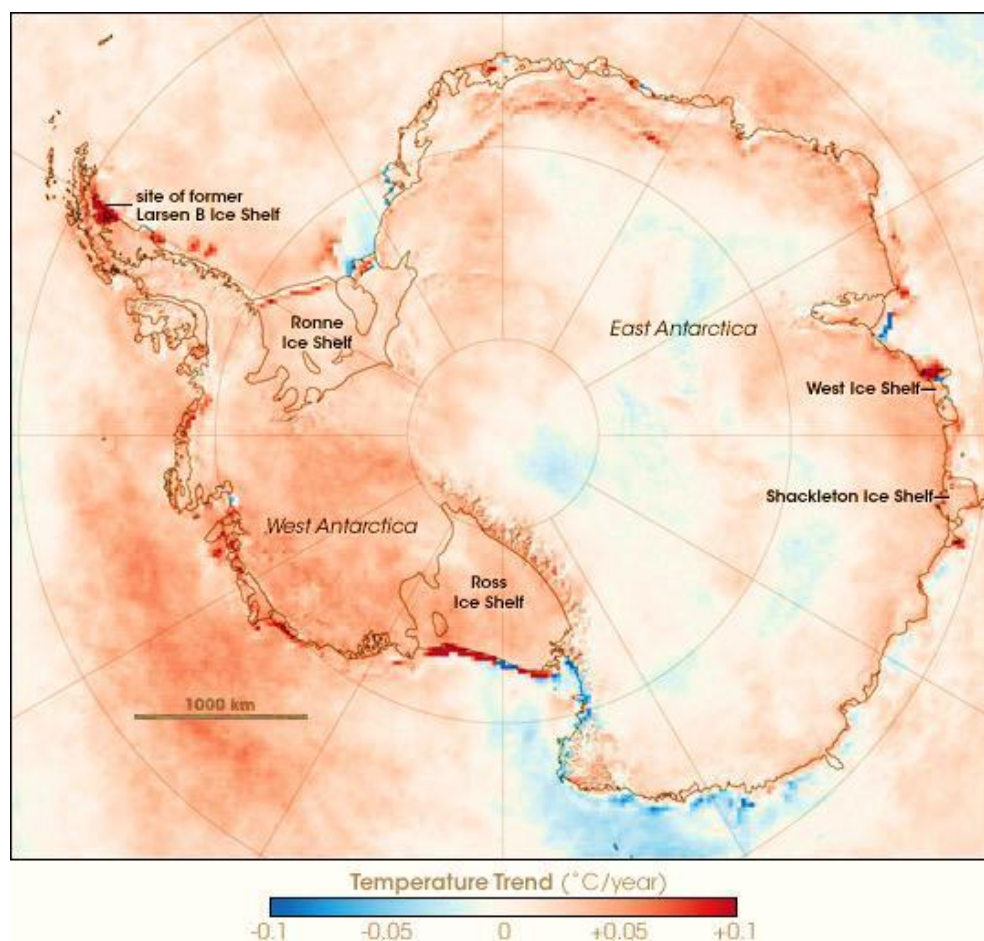 site of former
Larsen B Ice Shelf
Ronne
Ice Shelf
East Antarctica
West Ice Shelf
Shackleton Ice Shelf
West Antarctica
Ross
Ice Shelf
1000 km
Temperature Trend (°C/year)
-0.1 -0.05 0 +0.05 +0.1